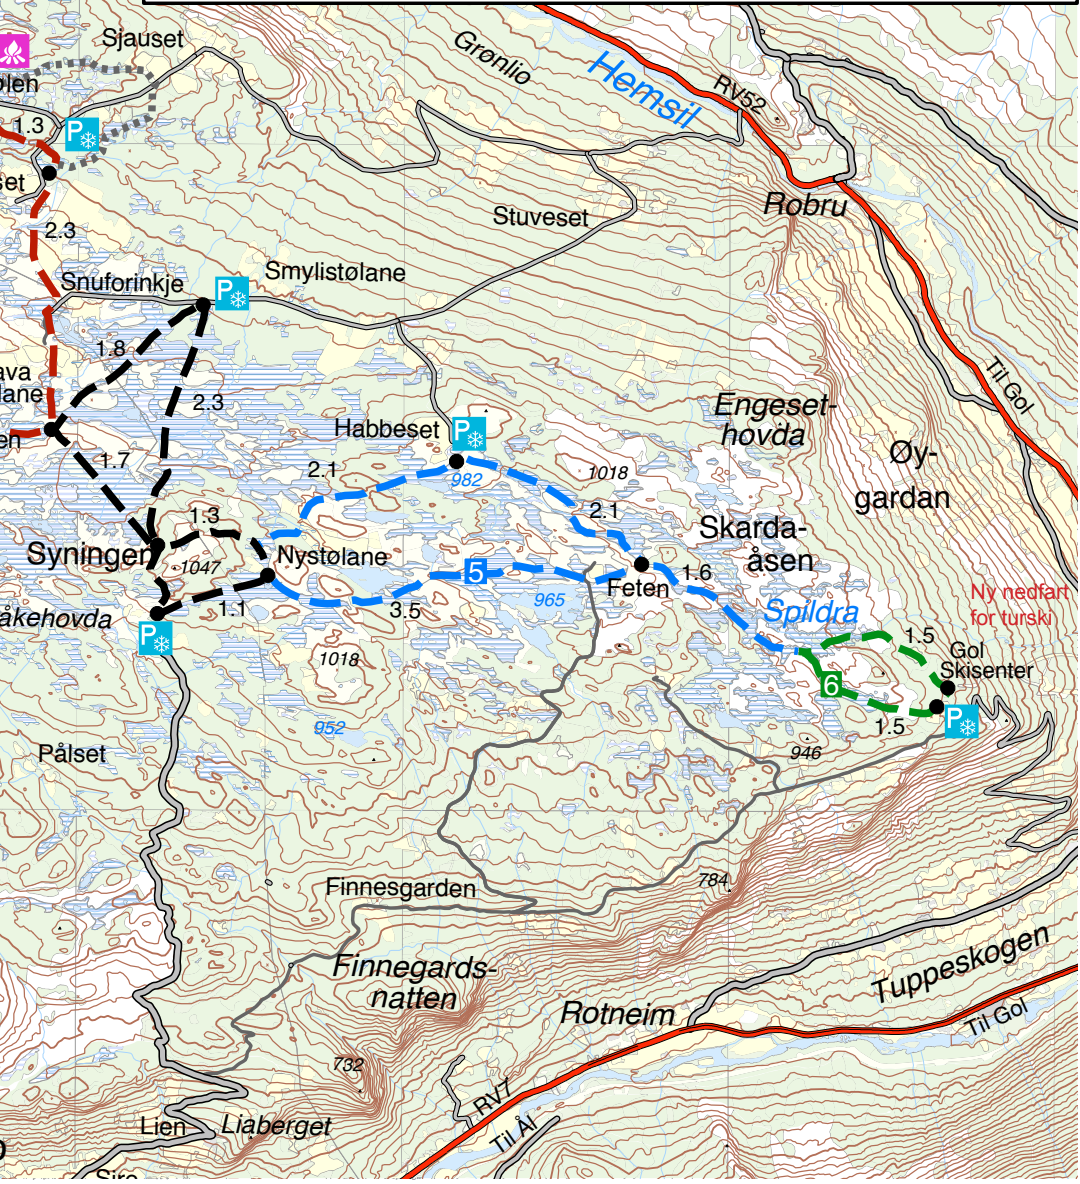 Sjauset
Grønlio
Hemsil
RV52
1.3
P
Robru
2.3
Stuveset
Snuforinkje
P
Smylistølane
1.8
2.3
Til Gol
Engeset-
hovda
Habbeset
P
982
1018
Øy-
gardan
1.7
2.1
2.1
1.3
Skarda-
åsen
Syningen
1047
Nystølane
5
Feten
1.6
1.1
3.5
965
Spildra
Ny nedfart
for turski
P
1.5
Gol
Skisenter
1018
6
1.5
P
952
946
Pålset
Finnesgarden
784
Finnegards-
natten
Tuppeskogen
Rotneim
Til Gol
732
RV7
Lien
Liaberget
Til Ål